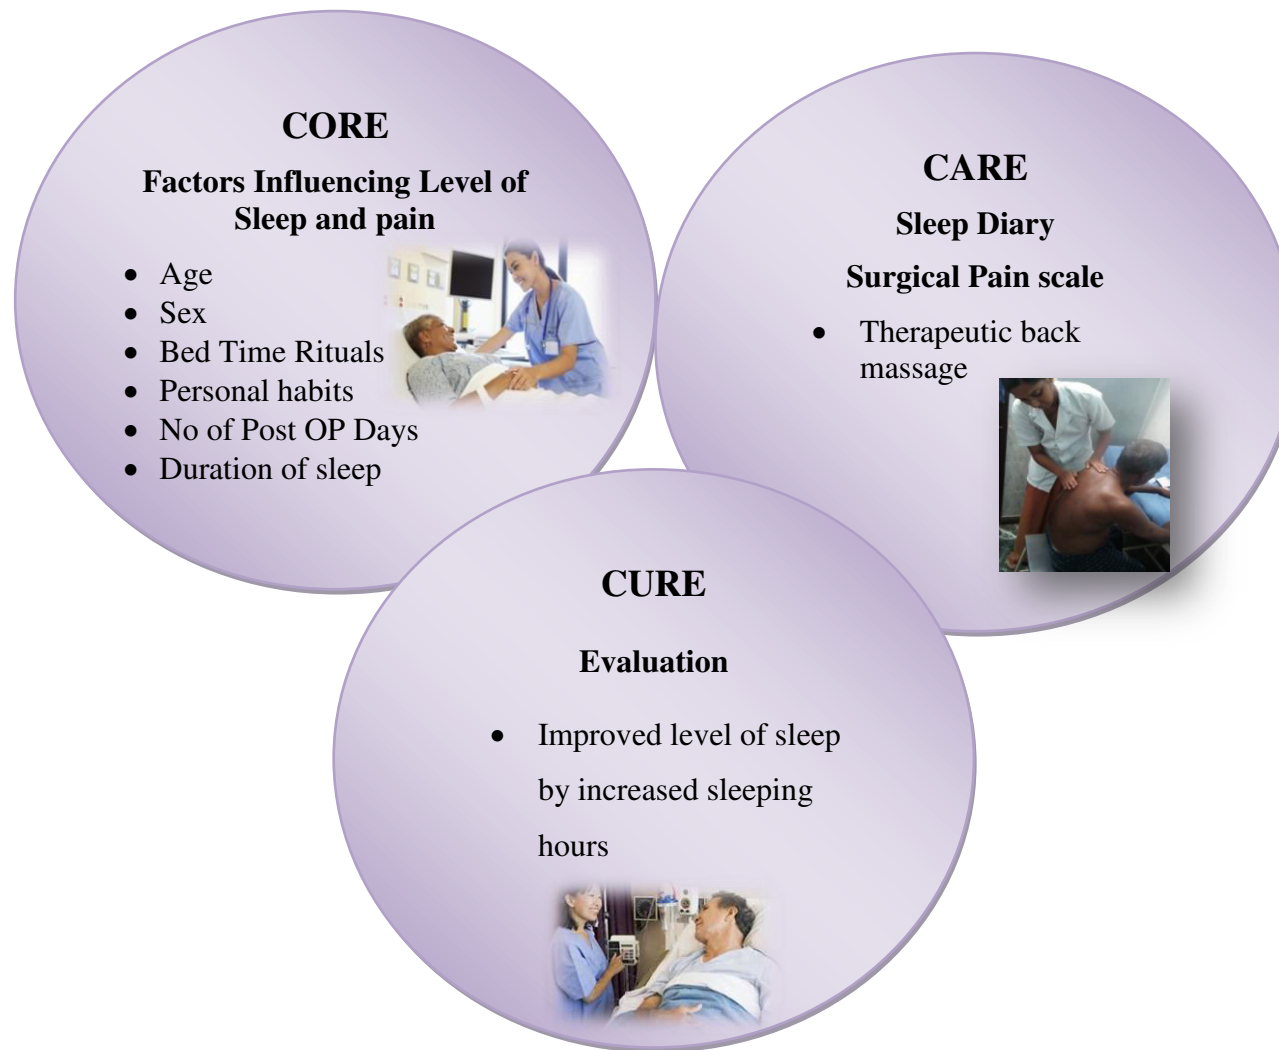 CORE
Factors Influencing Level of
Sleep and pain
• Age
• Sex
• Bed Time Rituals
• Personal habits
• No of Post OP Days
• Duration of sleep
CARE
Sleep Diary
Surgical Pain scale
• Therapeutic back
massage
CURE
Evaluation
• Improved level of sleep
by increased sleeping
hours